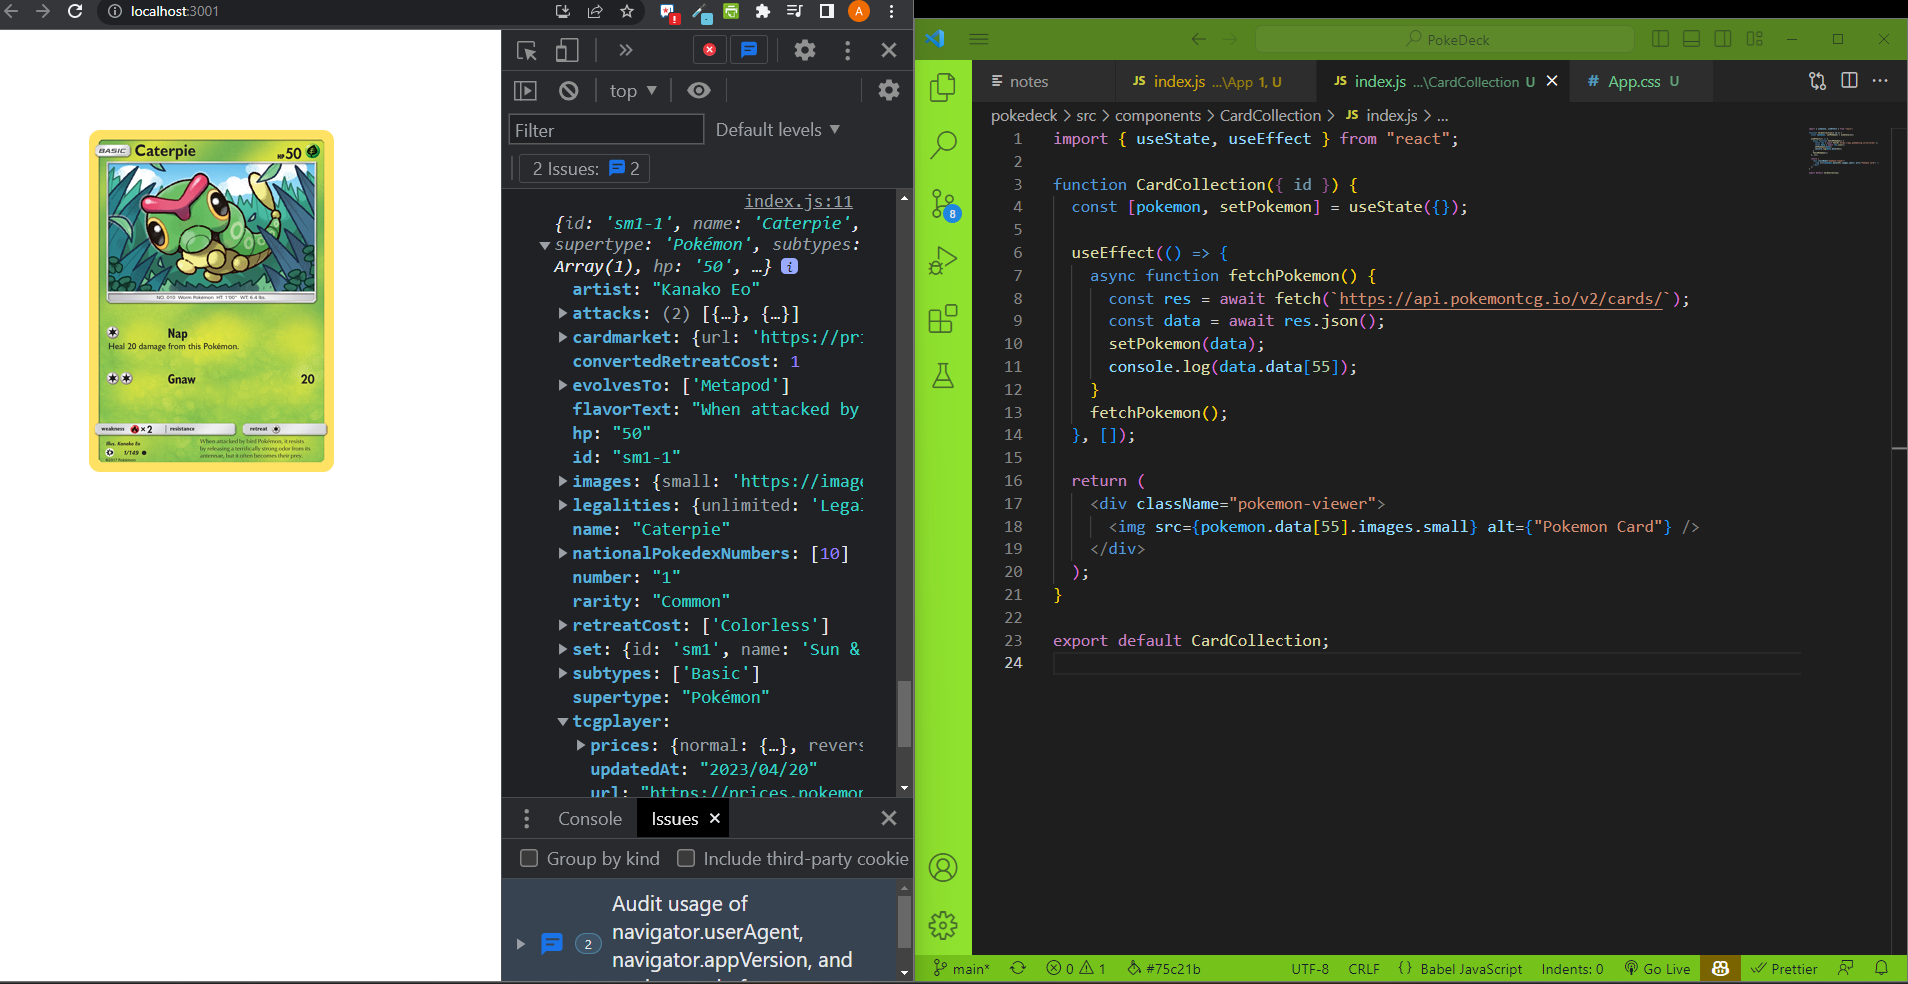 localhost:3001
BASIC Caterpie HP 50
NO. 010 Worm Pokémon HT: 1'00" WT: 6.4 lbs.
Nap
Heal 20 damage from this Pokémon.
Gnaw 20
weakness ×2 resistance retreat
Illus. Kanako Eo
1/149
When attacked by bird Pokémon, it resists
by releasing a terrifically strong odor from its
antennae, but it often becomes their prey.
top
Filter Default levels
2 Issues: 2
index.js:11
{id: 'sm1-1', name: 'Caterpie',
supertype: 'Pokémon', subtypes:
Array(1), hp: '50', …}
artist: "Kanako Eo"
attacks: (2) [{…}, {…}]
cardmarket: {url: 'https://pri
convertedRetreatCost: 1
evolvesTo: ['Metapod']
flavorText: "When attacked by
hp: "50"
id: "sm1-1"
images: {small: 'https://image
legalities: {unlimited: 'Legal
name: "Caterpie"
nationalPokedexNumbers: [10]
number: "1"
rarity: "Common"
retreatCost: ['Colorless']
set: {id: 'sm1', name: 'Sun &
subtypes: ['Basic']
supertype: "Pokémon"
tcgplayer:
prices: {normal: {…}, revers
updatedAt: "2023/04/20"
url: "https://prices.pokemon
Console Issues
Group by kind Include third-party cookie
2 Audit usage of
navigator.userAgent,
navigator.appVersion, and
PokeDeck
notes JS index.js ...\App 1, U JS index.js ...\CardCollection U # App.css U
pokedeck > src > components > CardCollection > JS index.js > ...
1 import { useState, useEffect } from "react";
2
3 function CardCollection({ id }) {
4 const [pokemon, setPokemon] = useState({});
5
6 useEffect(() => {
7 async function fetchPokemon() {
8 const res = await fetch(`https://api.pokemontcg.io/v2/cards/`);
9 const data = await res.json();
10 setPokemon(data);
11 console.log(data.data[55]);
12 }
13 fetchPokemon();
14 }, []);
15
16 return (
17 <div className="pokemon-viewer">
18 <img src={pokemon.data[55].images.small} alt={"Pokemon Card"} />
19 </div>
20 );
21 }
22
23 export default CardCollection;
24
8
main* 0 1 #75c21b UTF-8 CRLF {} Babel JavaScript Indents: 0 Go Live Prettier